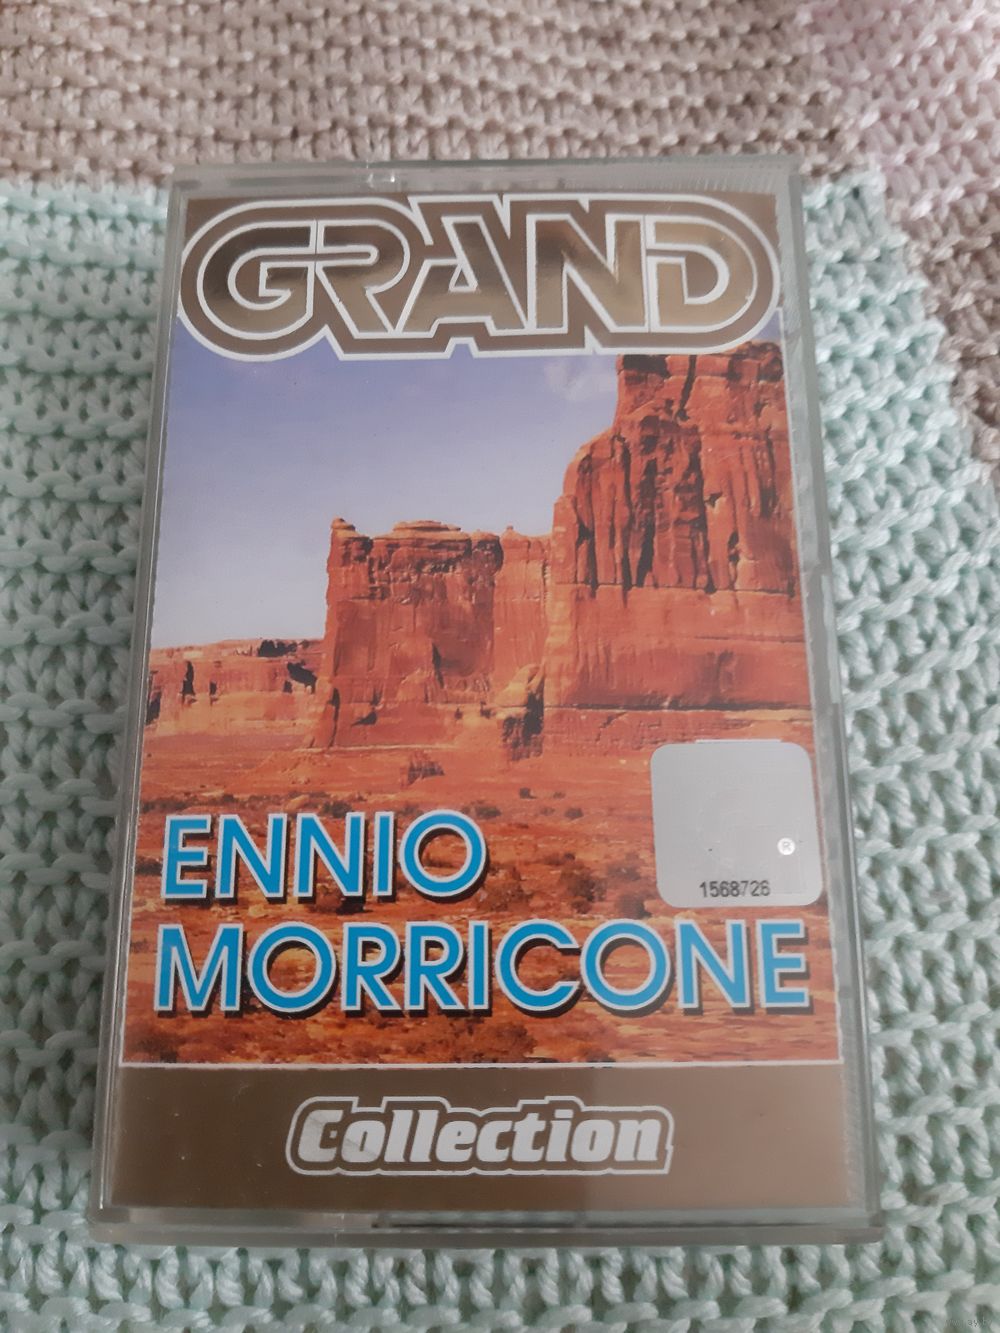 GRAND
®
1568726
ENNIO
MORRICONE
Collection